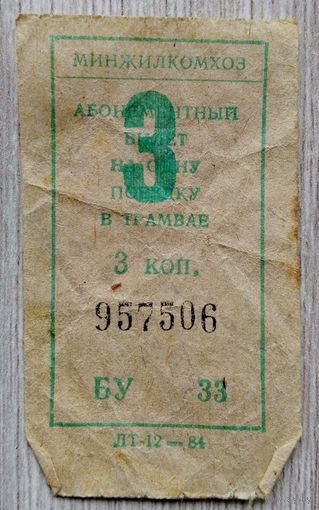 МИНЖИЛКОМХОЗ
3
АБОНЕМЕНТНЫЙ
БИЛЕТ
НА ОДНУ
ПОЕЗДКУ
В ТРАМВАЕ
3 КОП.
957506
БУ 33
ЛТ-12—84